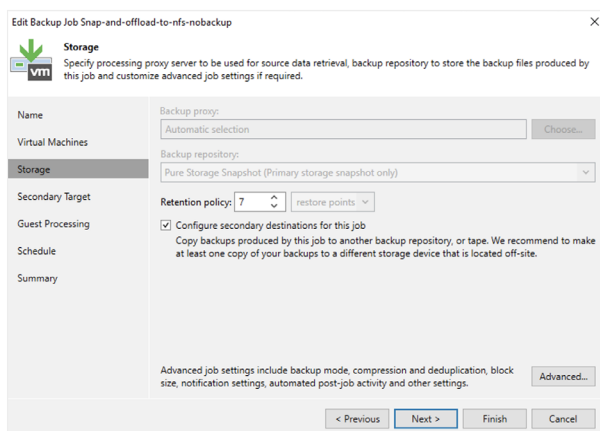 Edit Backup Job Snap-and-offload-to-nfs-nobackup
Storage
Specify processing proxy server to be used for source data retrieval, backup repository to store the backup files produced by
this job and customize advanced job settings if required.
vm
Name
Virtual Machines
Storage
Secondary Target
Guest Processing
Schedule
Summary
Backup proxy:
Automatic selection
Choose...
Backup repository:
Pure Storage Snapshot (Primary storage snapshot only)
Retention policy: 7 restore points
Configure secondary destinations for this job
Copy backups produced by this job to another backup repository, or tape. We recommend to make
at least one copy of your backups to a different storage device that is located off-site.
Advanced job settings include backup mode, compression and deduplication, block
size, notification settings, automated post-job activity and other settings.
Advanced...
< Previous
Next >
Finish
Cancel